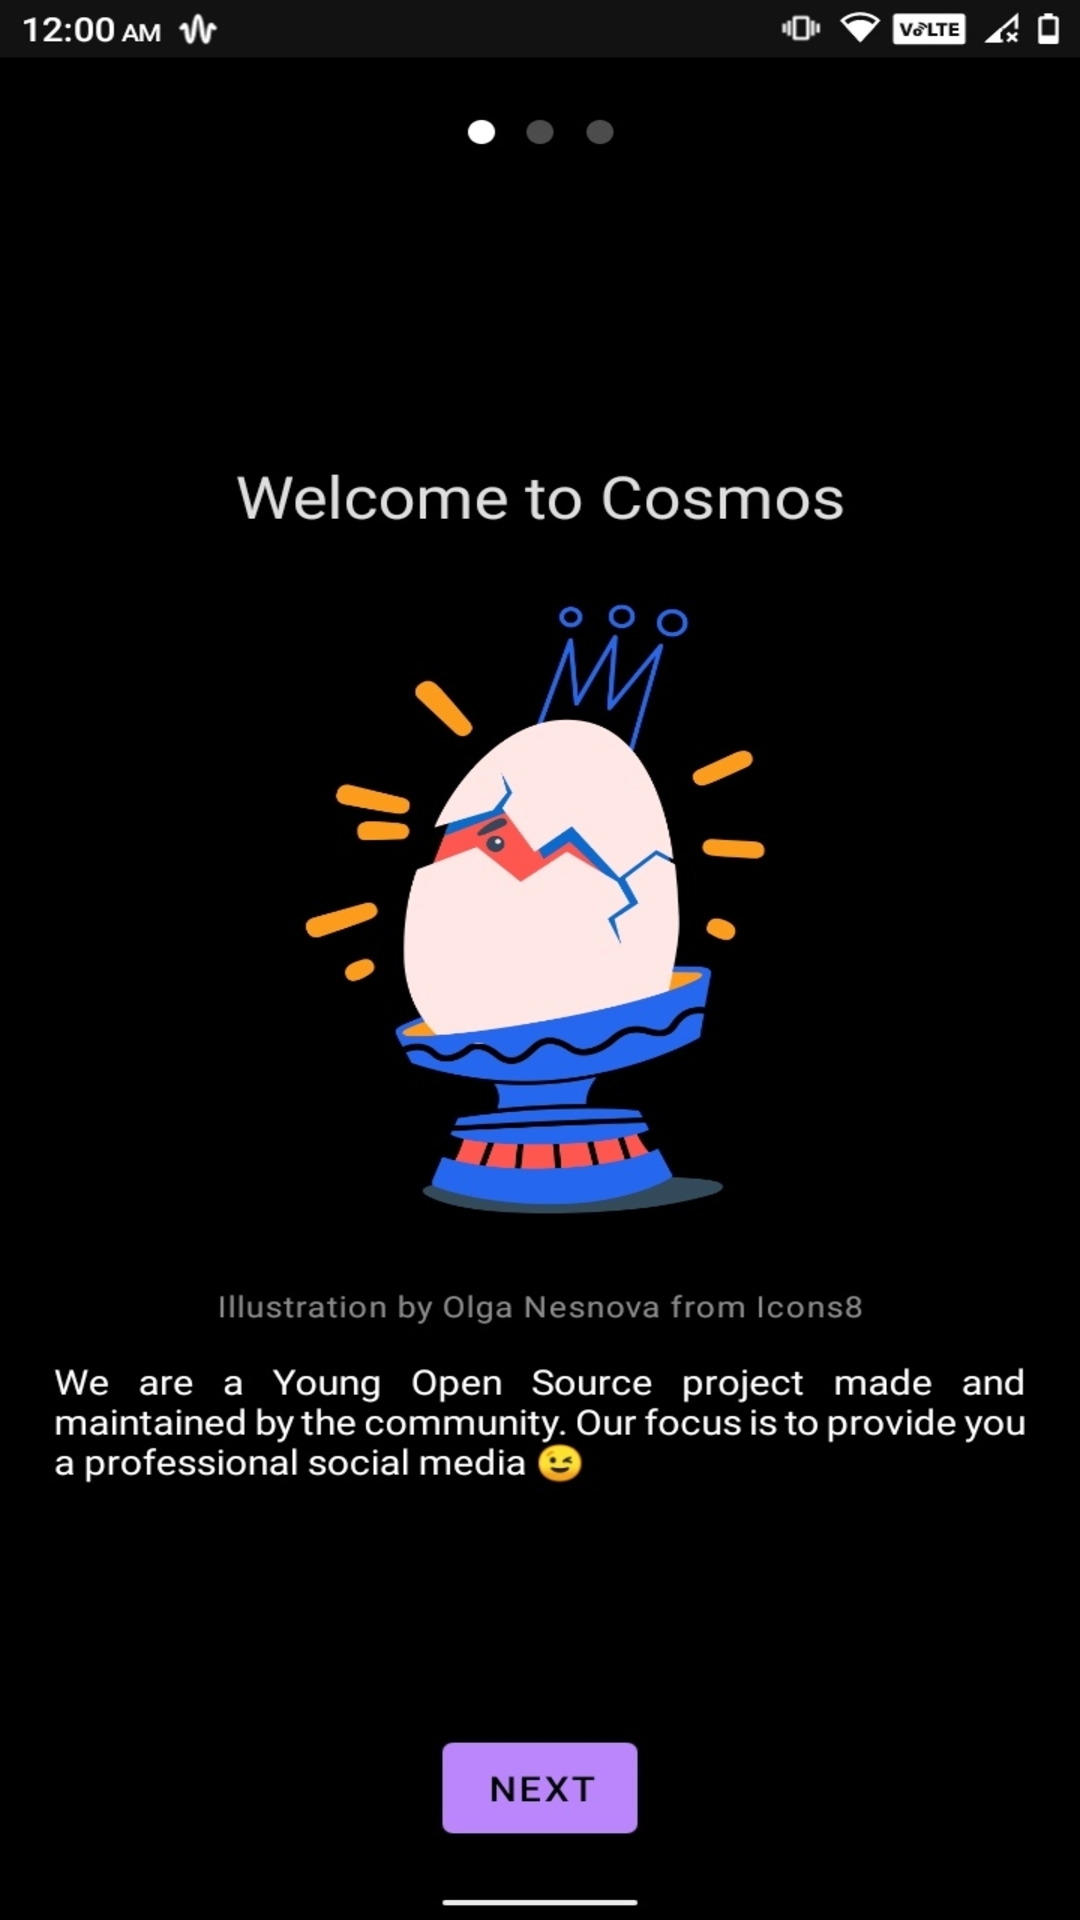 12:00 AM
VoLTE
Welcome to Cosmos
Illustration by Olga Nesnova from Icons8
We are a Young Open Source project made and
maintained by the community. Our focus is to provide you
a professional social media 😉
NEXT